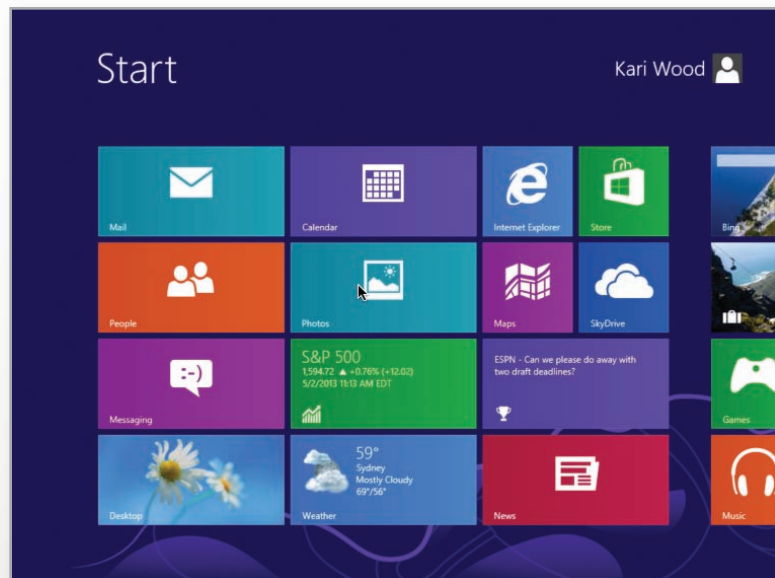 Start
Kari Wood
Mail
Calendar
Internet Explorer
Store
Bing
People
Photos
Maps
SkyDrive
Messaging
:-)
S&P 500
1,594.72 ▲ +0.76% (+12.02)
5/2/2013 11:13 AM EDT
ESPN - Can we please do away with
two draft deadlines?
Games
Desktop
59°
Sydney
Mostly Cloudy
69°/56°
Weather
News
Music